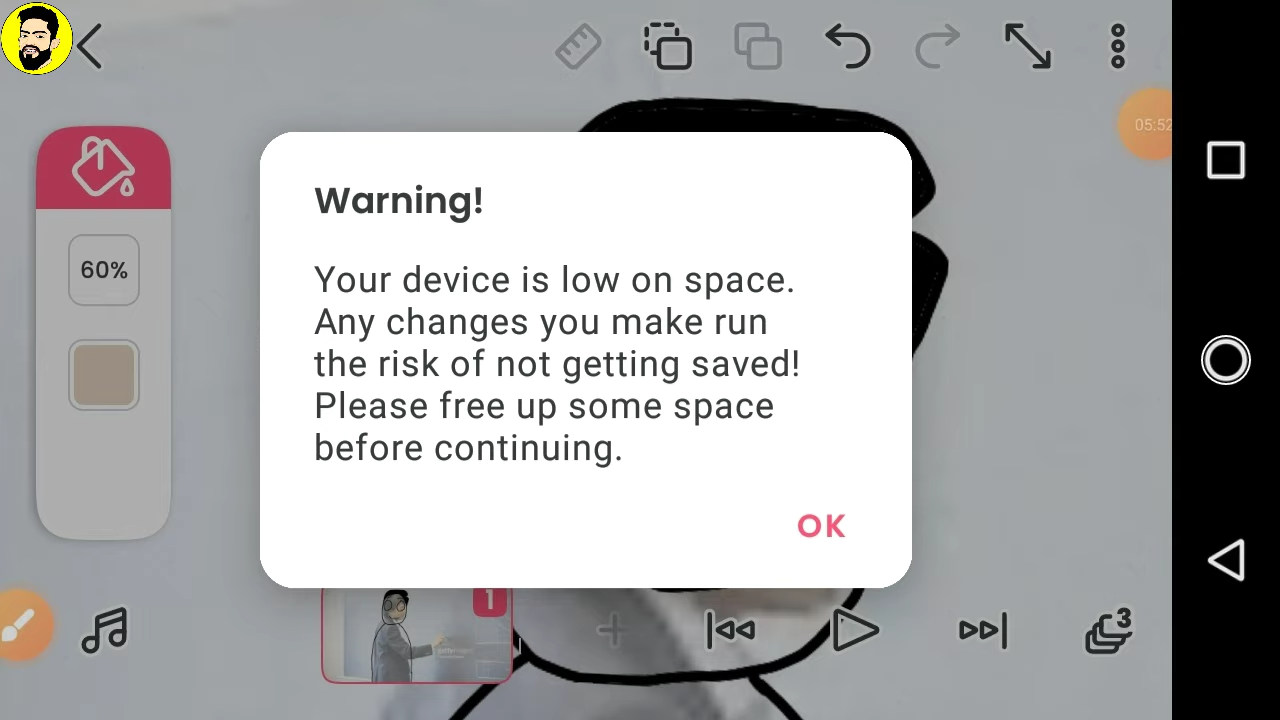 05:52
Warning!
60%
Your device is low on space.
Any changes you make run
the risk of not getting saved!
Please free up some space
before continuing.
OK
1
3